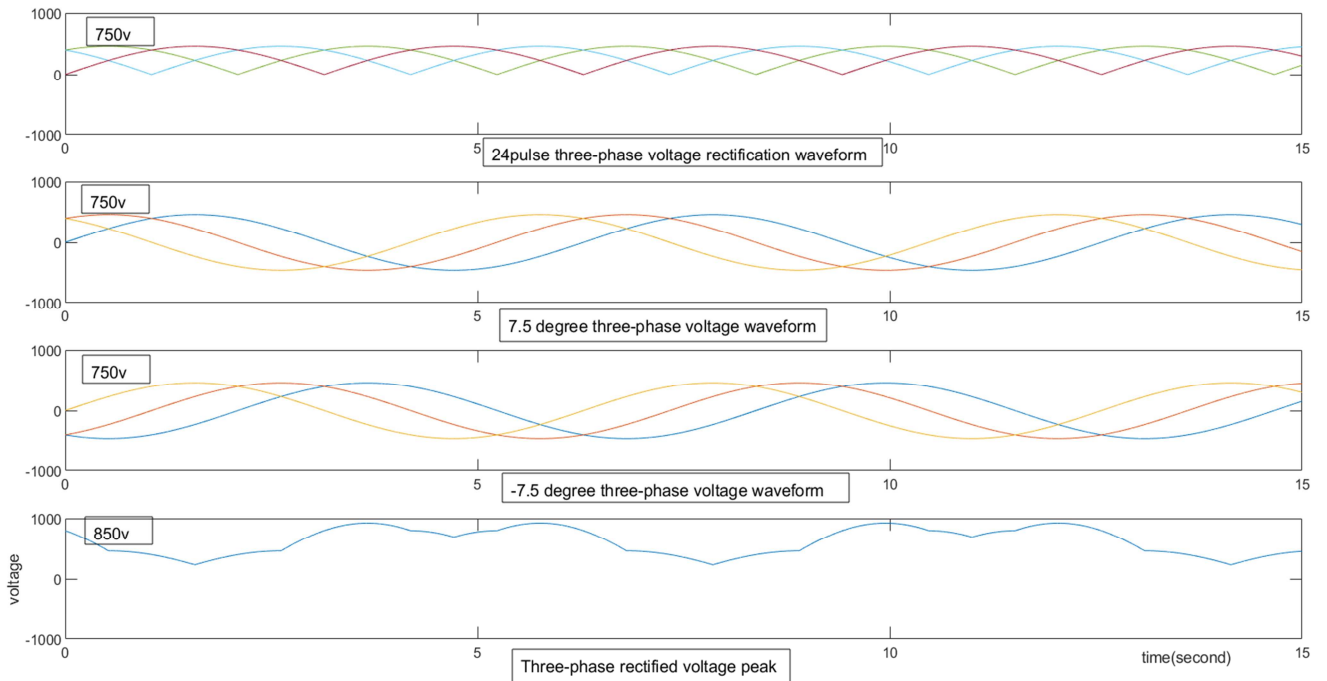 1000
750v
0
-1000
0 5 10 15
24pulse three-phase voltage rectification waveform
1000
750v
0
-1000
0 5 10 15
7.5 degree three-phase voltage waveform
1000
750v
0
-1000
0 5 10 15
-7.5 degree three-phase voltage waveform
1000
850v
voltage
0
-1000
0 5 10 15
time(second)
Three-phase rectified voltage peak